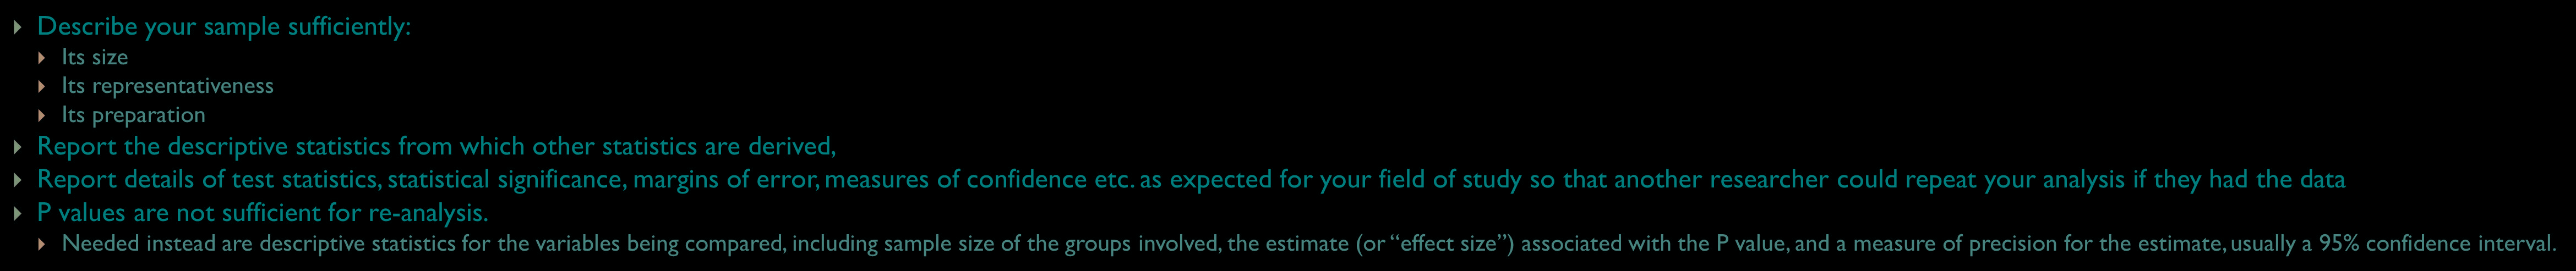 Describe your sample sufficiently:
Its size
Its representativeness
Its preparation
Report the descriptive statistics from which other statistics are derived,
Report details of test statistics, statistical significance, margins of error, measures of confidence etc. as expected for your field of study so that another researcher could repeat your analysis if they had the data
P values are not sufficient for re-analysis.
Needed instead are descriptive statistics for the variables being compared, including sample size of the groups involved, the estimate (or “effect size”) associated with the P value, and a measure of precision for the estimate, usually a 95% confidence interval.